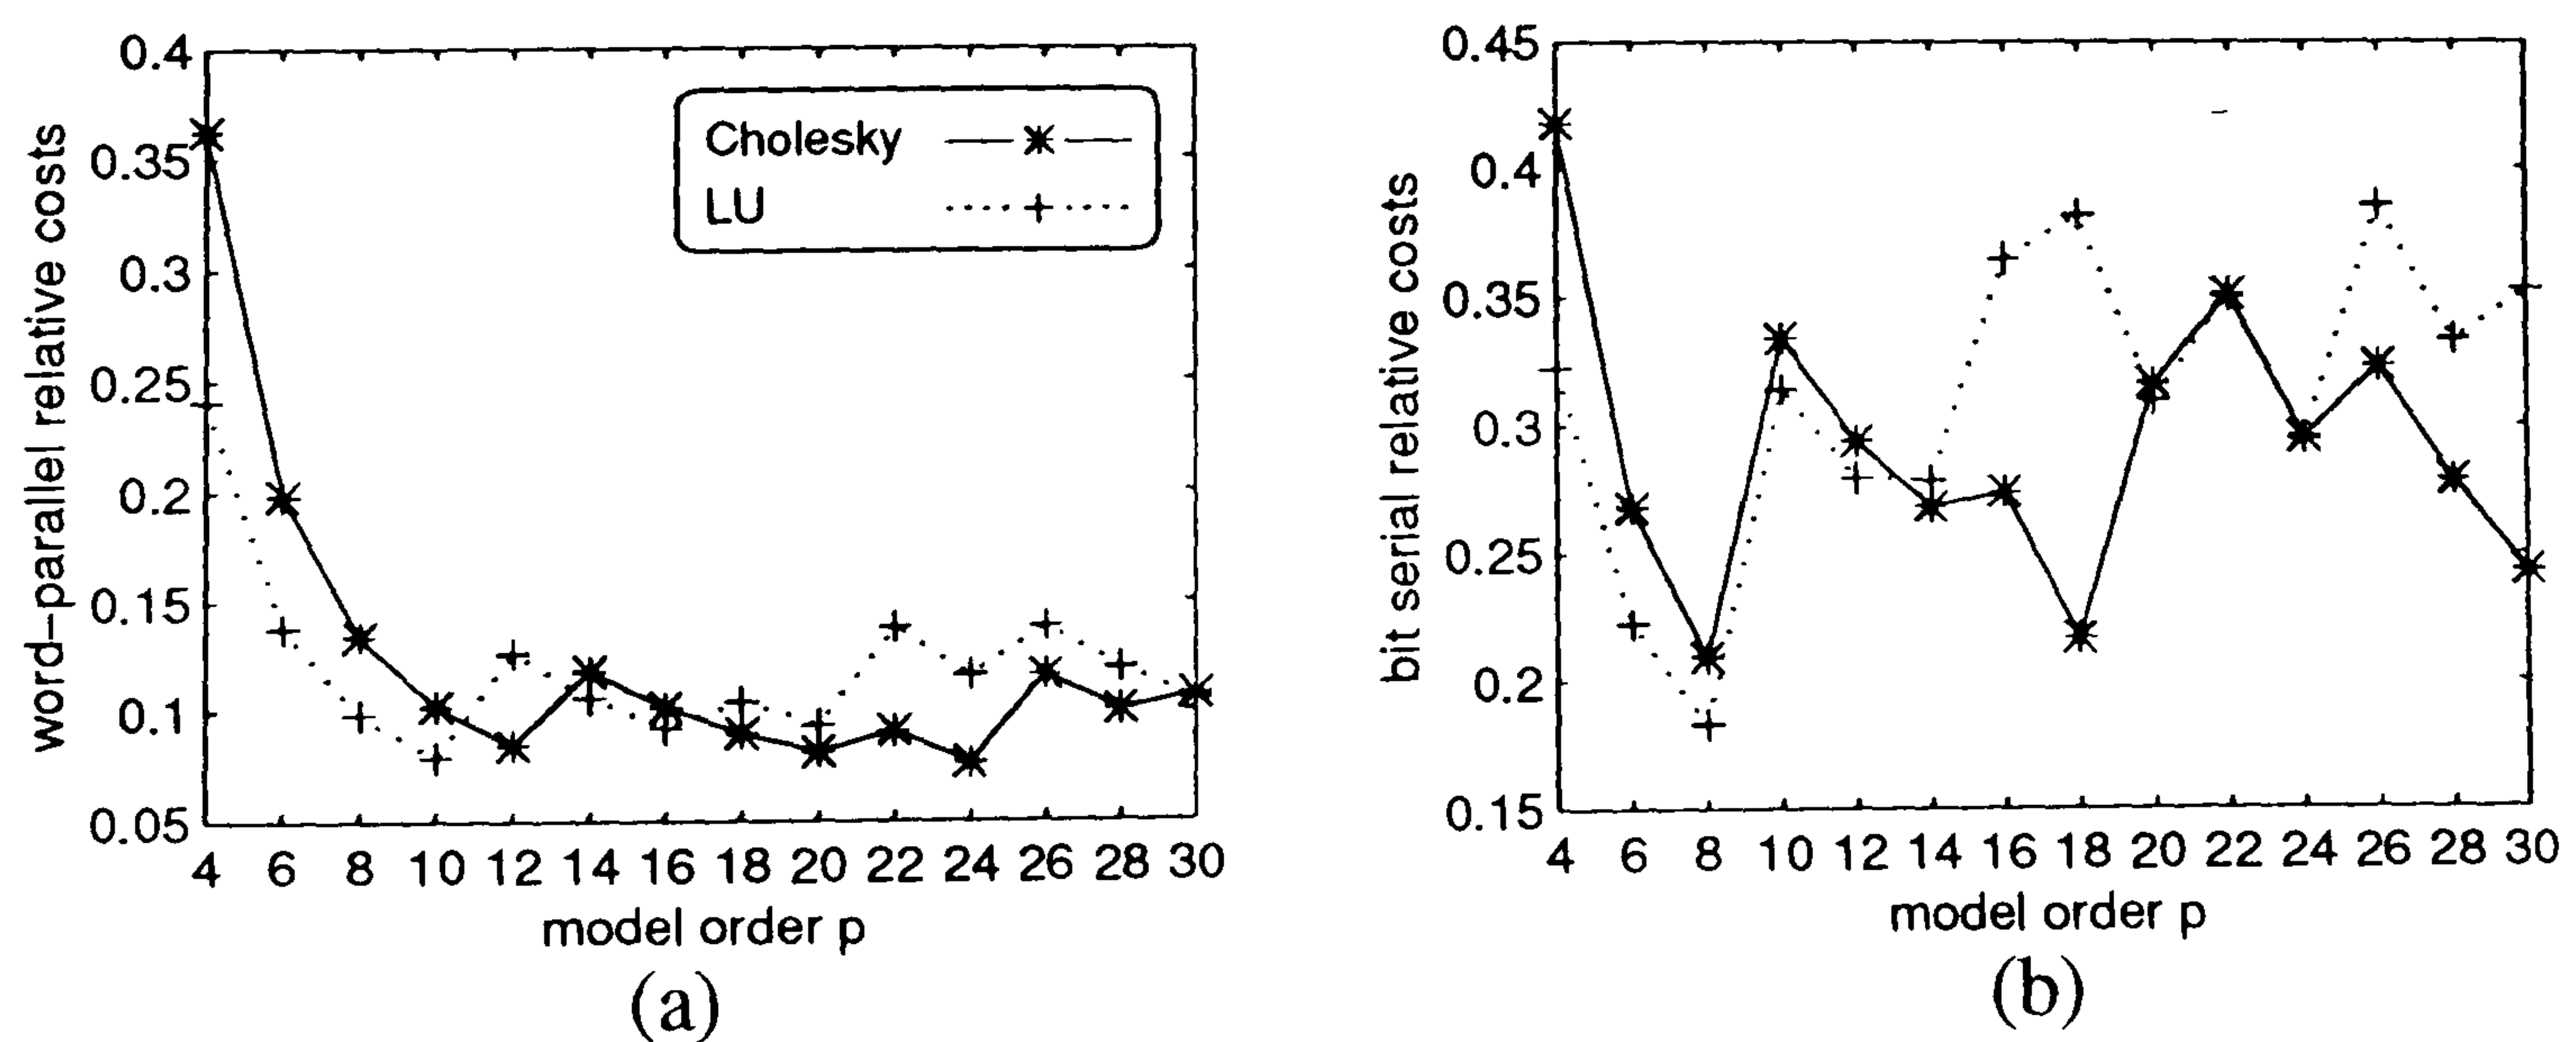 word-parallel relative costs
0.4
0.35
0.3
0.25
0.2
0.15
0.1
0.05
Cholesky
LU
4 6 8 10 12 14 16 18 20 22 24 26 28 30
model order p
(a)
bit serial relative costs
0.45
0.4
0.35
0.3
0.25
0.2
0.15
4 6 8 10 12 14 16 18 20 22 24 26 28 30
model order p
(b)